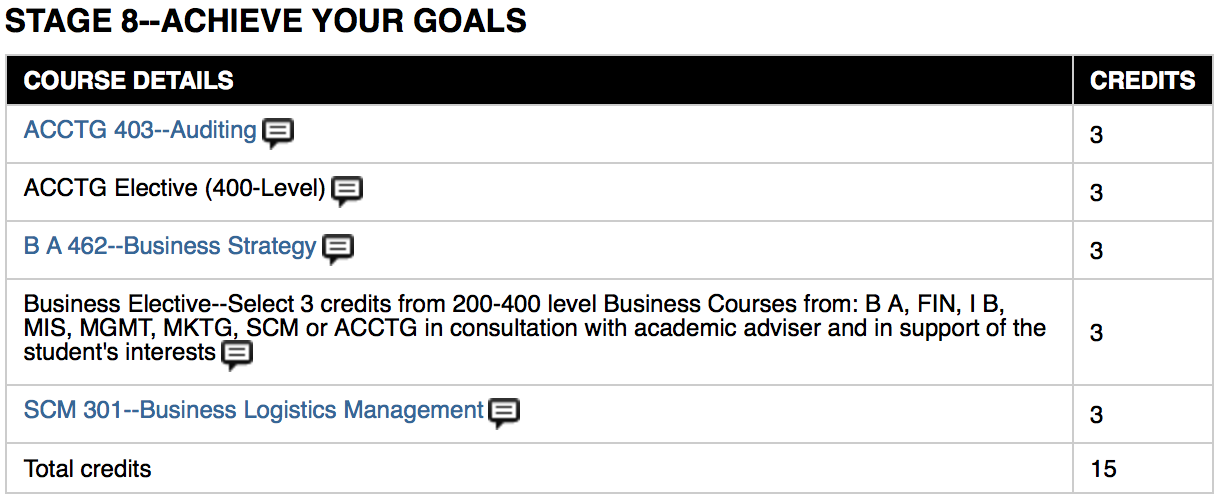 STAGE 8--ACHIEVE YOUR GOALS
COURSE DETAILS CREDITS
ACCTG 403--Auditing 3
ACCTG Elective (400-Level) 3
B A 462--Business Strategy 3
Business Elective--Select 3 credits from 200-400 level Business Courses from: B A, FIN, I B,
MIS, MGMT, MKTG, SCM or ACCTG in consultation with academic adviser and in support of the 3
student's interests
SCM 301--Business Logistics Management 3
Total credits 15